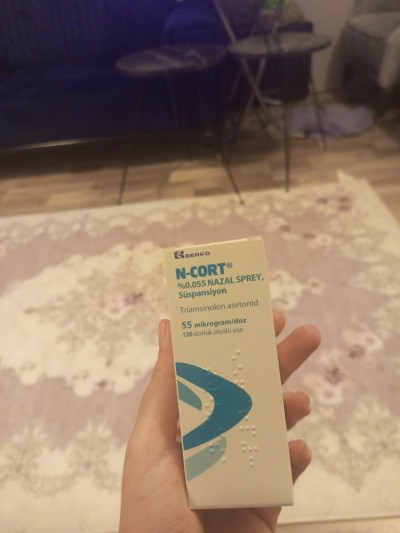 BERKO
N-CORT®
%0.055 NAZAL SPREY,
Süspansiyon
Triamsinolon asetonid
55 mikrogram/doz
120 dozluk ölçülü şişe